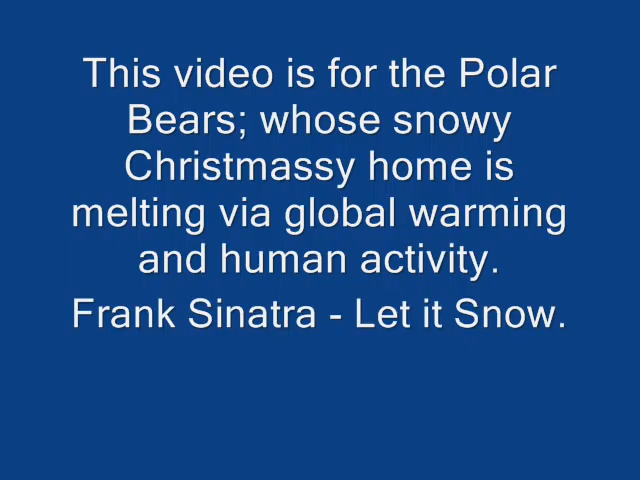 This video is for the Polar
Bears; whose snowy
Christmassy home is
melting via global warming
and human activity.
Frank Sinatra - Let it Snow.